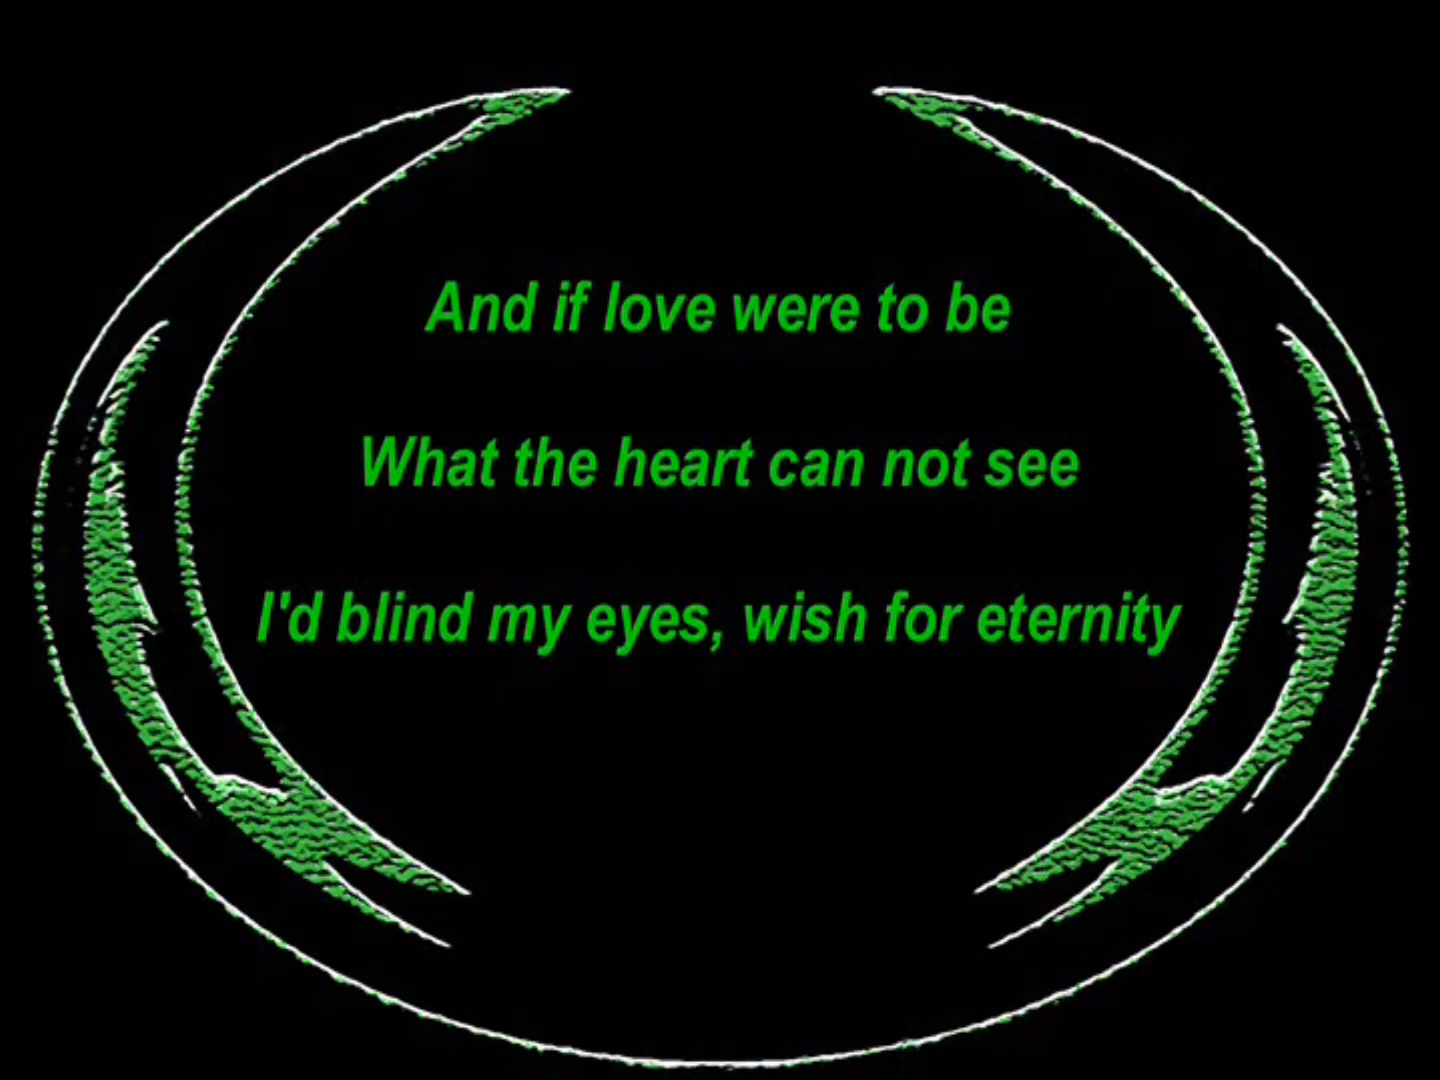 And if love were to be
What the heart can not see
I'd blind my eyes, wish for eternity